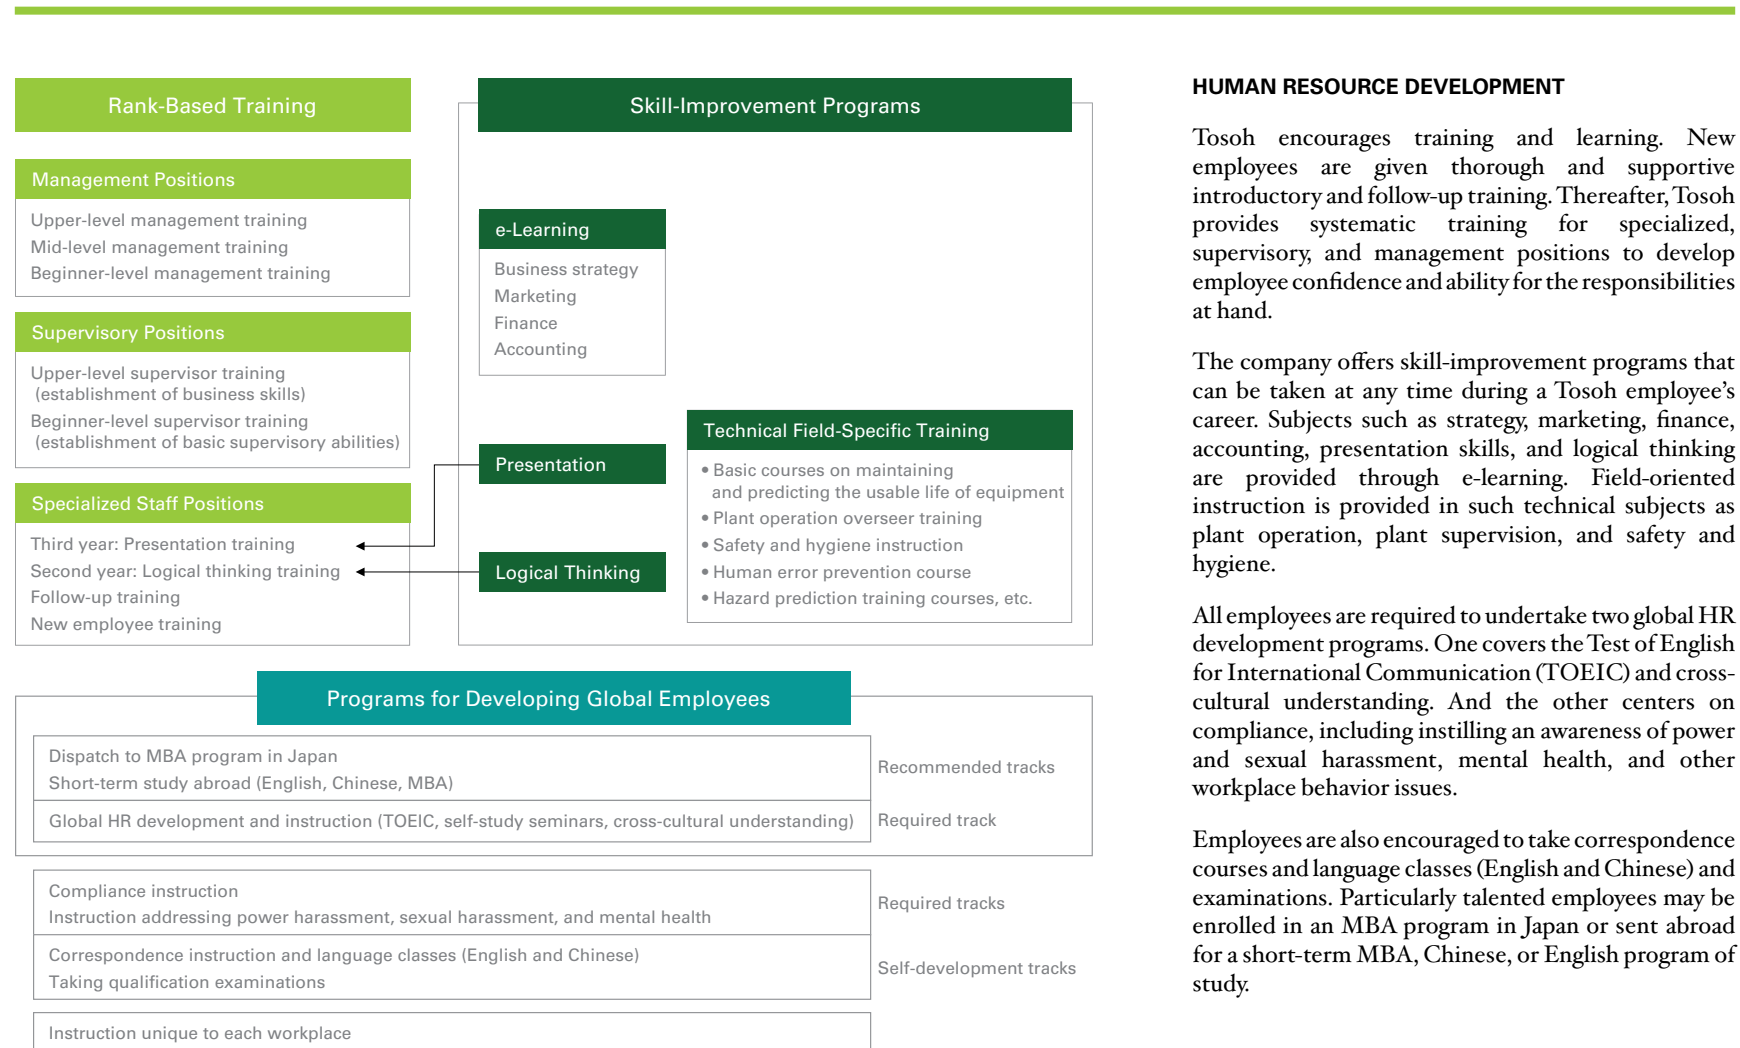 Rank-Based Training
Management Positions
Upper-level management training
Mid-level management training
Beginner-level management training
Supervisory Positions
Upper-level supervisor training
(establishment of business skills)
Beginner-level supervisor training
(establishment of basic supervisory abilities)
Specialized Staff Positions
Third year: Presentation training
Second year: Logical thinking training
Follow-up training
New employee training
Skill-Improvement Programs
e-Learning
Business strategy
Marketing
Finance
Accounting
Presentation
Logical Thinking
Technical Field-Specific Training
• Basic courses on maintaining
and predicting the usable life of equipment
• Plant operation overseer training
• Safety and hygiene instruction
• Human error prevention course
• Hazard prediction training courses, etc.
Programs for Developing Global Employees
Dispatch to MBA program in Japan
Short-term study abroad (English, Chinese, MBA)
Recommended tracks
Global HR development and instruction (TOEIC, self-study seminars, cross-cultural understanding)
Required track
Compliance instruction
Instruction addressing power harassment, sexual harassment, and mental health
Required tracks
Correspondence instruction and language classes (English and Chinese)
Taking qualification examinations
Self-development tracks
Instruction unique to each workplace
HUMAN RESOURCE DEVELOPMENT
Tosoh encourages training and learning. New
employees are given thorough and supportive
introductory and follow-up training. Thereafter, Tosoh
provides systematic training for specialized,
supervisory, and management positions to develop
employee confidence and ability for the responsibilities
at hand.
The company offers skill-improvement programs that
can be taken at any time during a Tosoh employee's
career. Subjects such as strategy, marketing, finance,
accounting, presentation skills, and logical thinking
are provided through e-learning. Field-oriented
instruction is provided in such technical subjects as
plant operation, plant supervision, and safety and
hygiene.
All employees are required to undertake two global HR
development programs. One covers the Test of English
for International Communication (TOEIC) and cross-
cultural understanding. And the other centers on
compliance, including instilling an awareness of power
and sexual harassment, mental health, and other
workplace behavior issues.
Employees are also encouraged to take correspondence
courses and language classes (English and Chinese) and
examinations. Particularly talented employees may be
enrolled in an MBA program in Japan or sent abroad
for a short-term MBA, Chinese, or English program of
study.